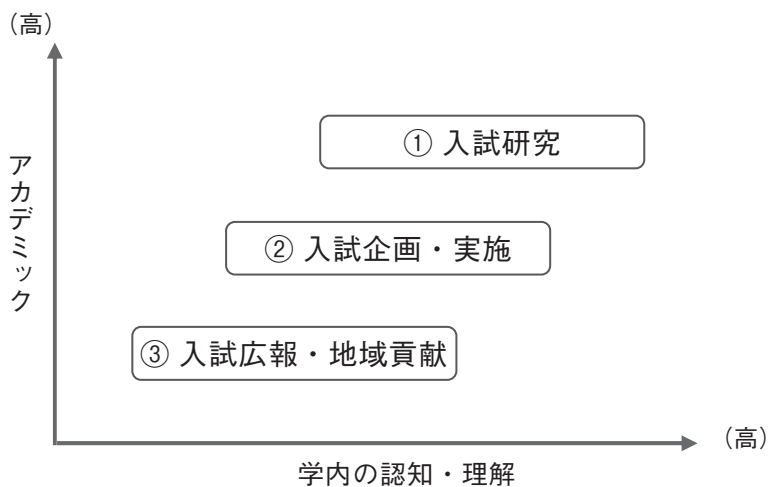 （高）
① 入試研究
アカデミック
② 入試企画・実施
③ 入試広報・地域貢献
（高）
学内の認知・理解